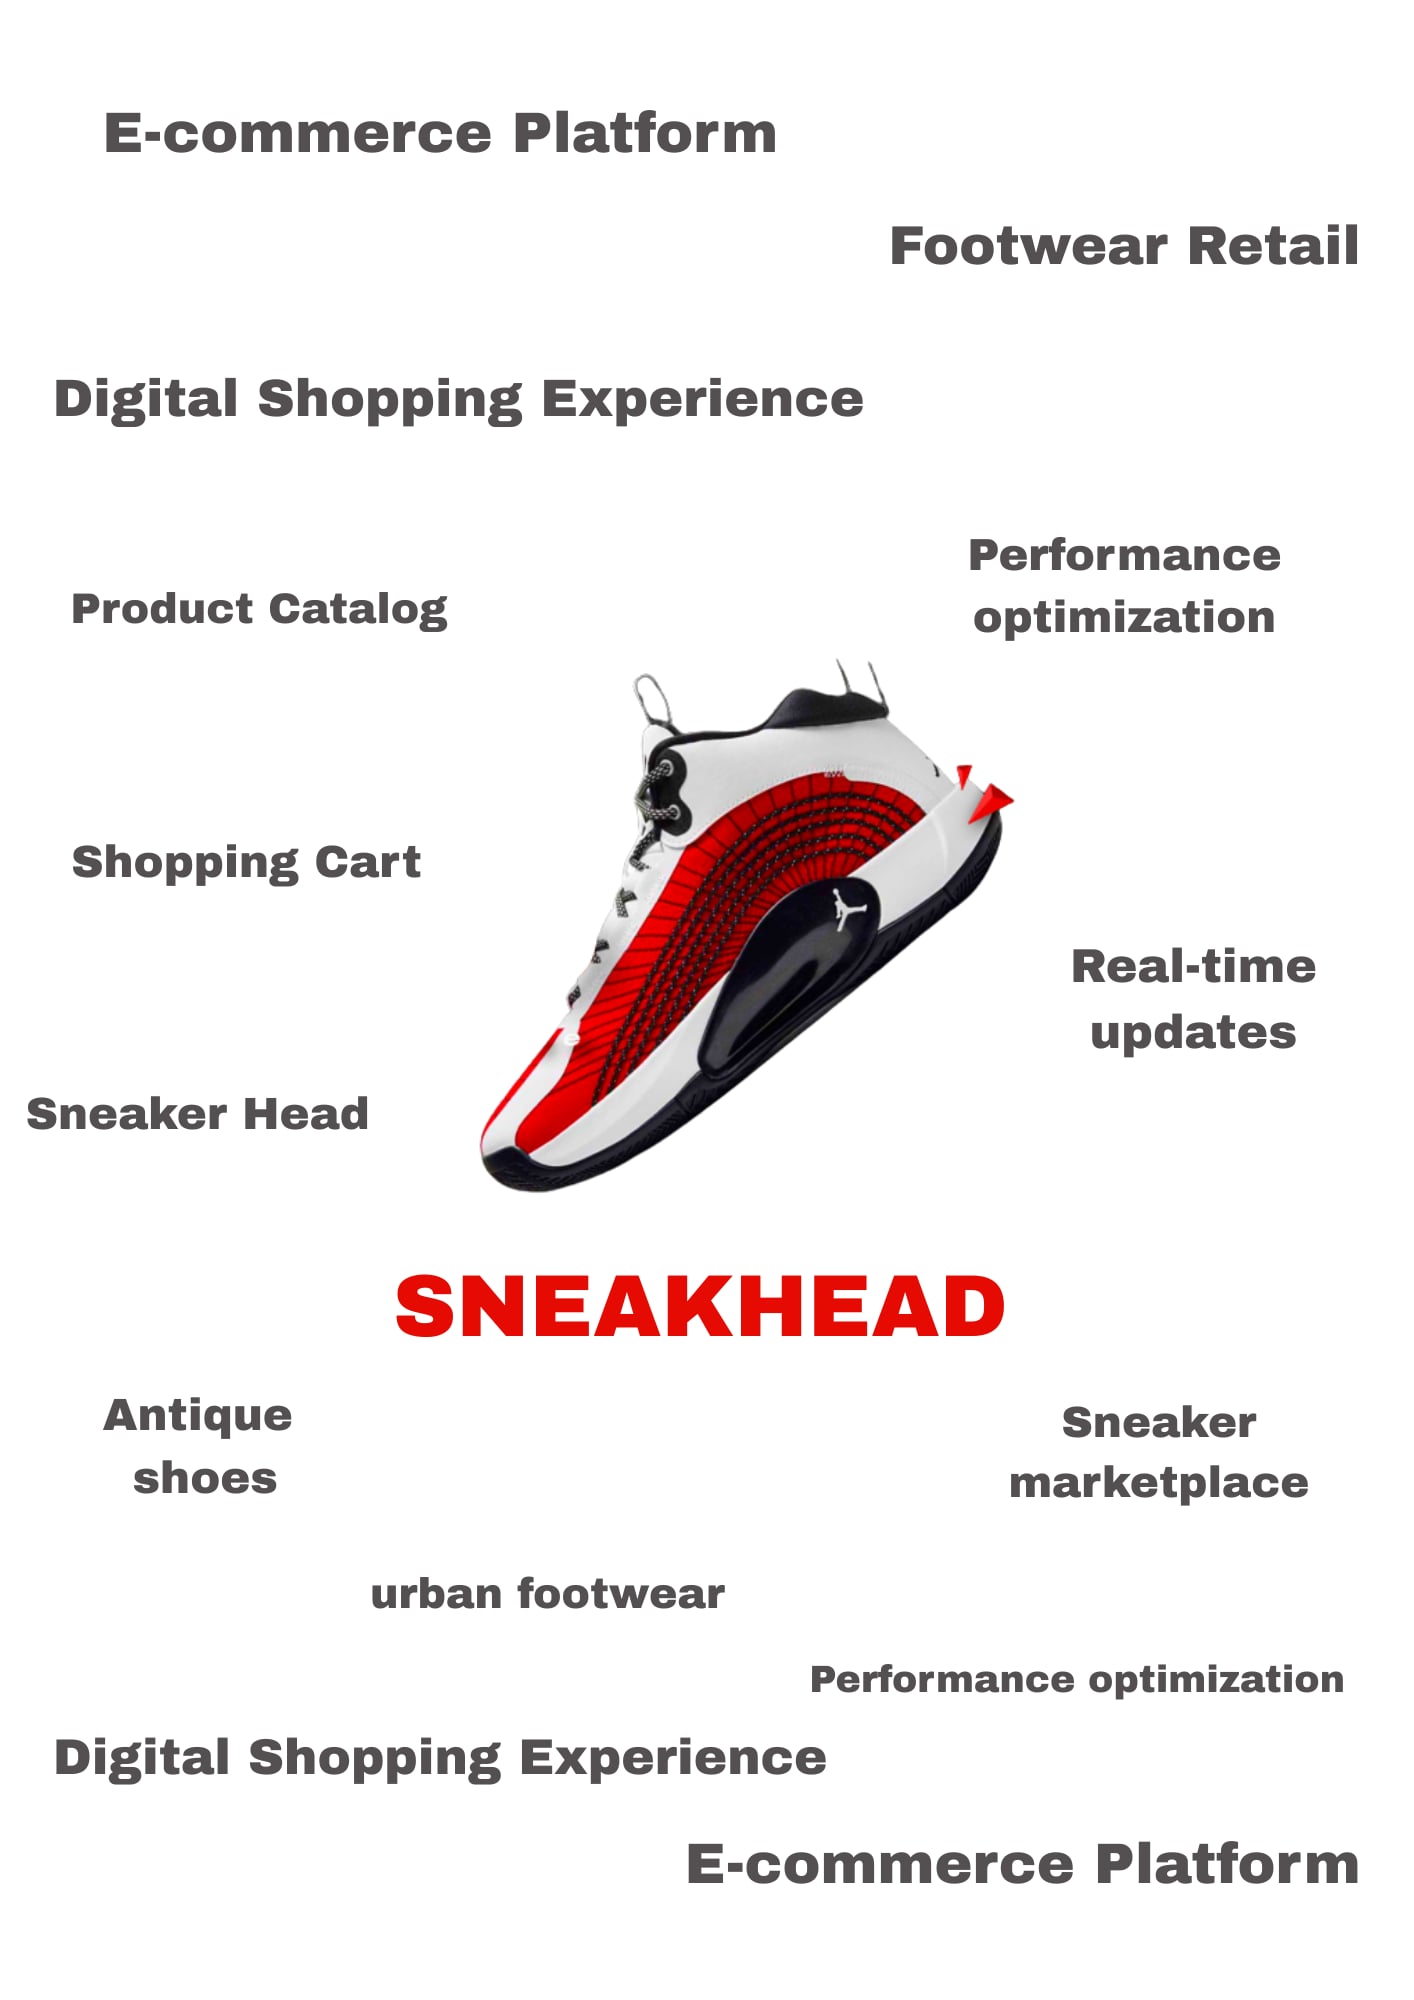 E-commerce Platform
Footwear Retail
Digital Shopping Experience
Performance
optimization
Product Catalog
Shopping Cart
Real-time
updates
Sneaker Head
SNEAKHEAD
Antique
shoes
Sneaker
marketplace
urban footwear
Performance optimization
Digital Shopping Experience
E-commerce Platform